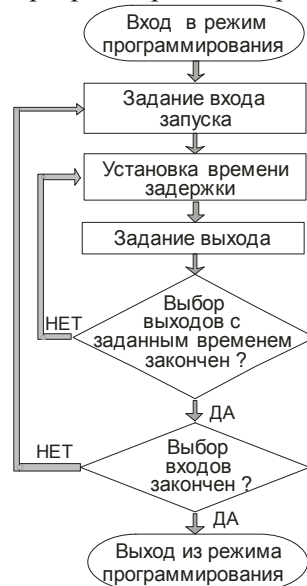 Вход в режим
программирования
Задание входа
запуска
Установка времени
задержки
Задание выхода
Выбор
выходов с
заданным временем
закончен ?
НЕТ
ДА
Выбор
входов
закончен ?
НЕТ
ДА
Выход из режима
программирования